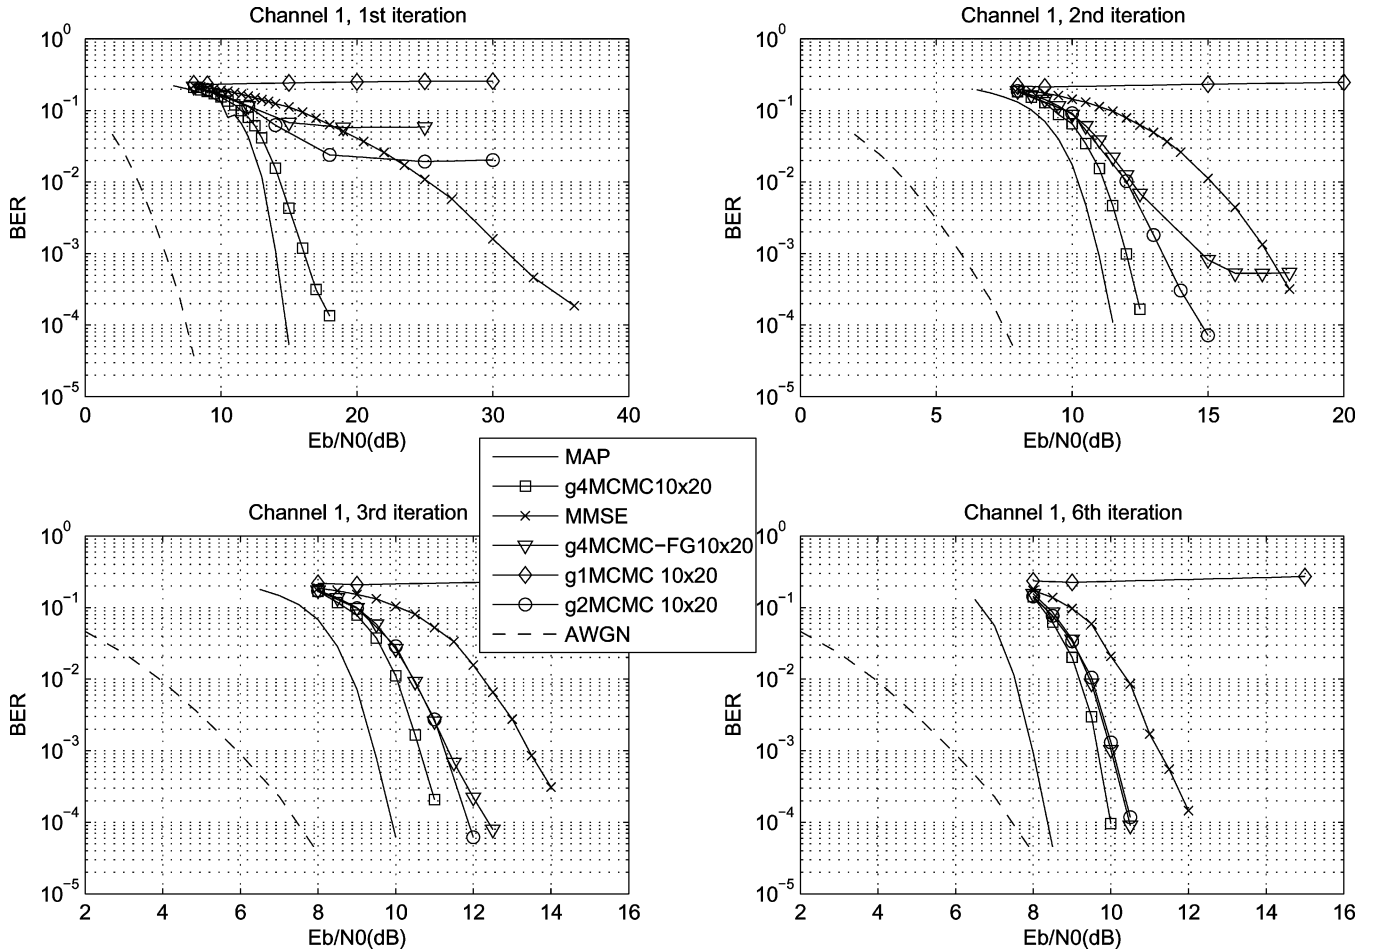 Channel 1, 1st iteration
10^0
10^−1
10^−2
10^−3
10^−4
10^−5
BER
0 10 20 30 40
Eb/N0(dB)
Channel 1, 2nd iteration
10^0
10^−1
10^−2
10^−3
10^−4
10^−5
BER
0 5 10 15 20
Eb/N0(dB)
MAP
g4MCMC10x20
MMSE
g4MCMC−FG10x20
g1MCMC 10x20
g2MCMC 10x20
AWGN
Channel 1, 3rd iteration
10^0
10^−1
10^−2
10^−3
10^−4
10^−5
BER
2 4 6 8 10 12 14 16
Eb/N0(dB)
Channel 1, 6th iteration
10^0
10^−1
10^−2
10^−3
10^−4
10^−5
BER
2 4 6 8 10 12 14 16
Eb/N0(dB)